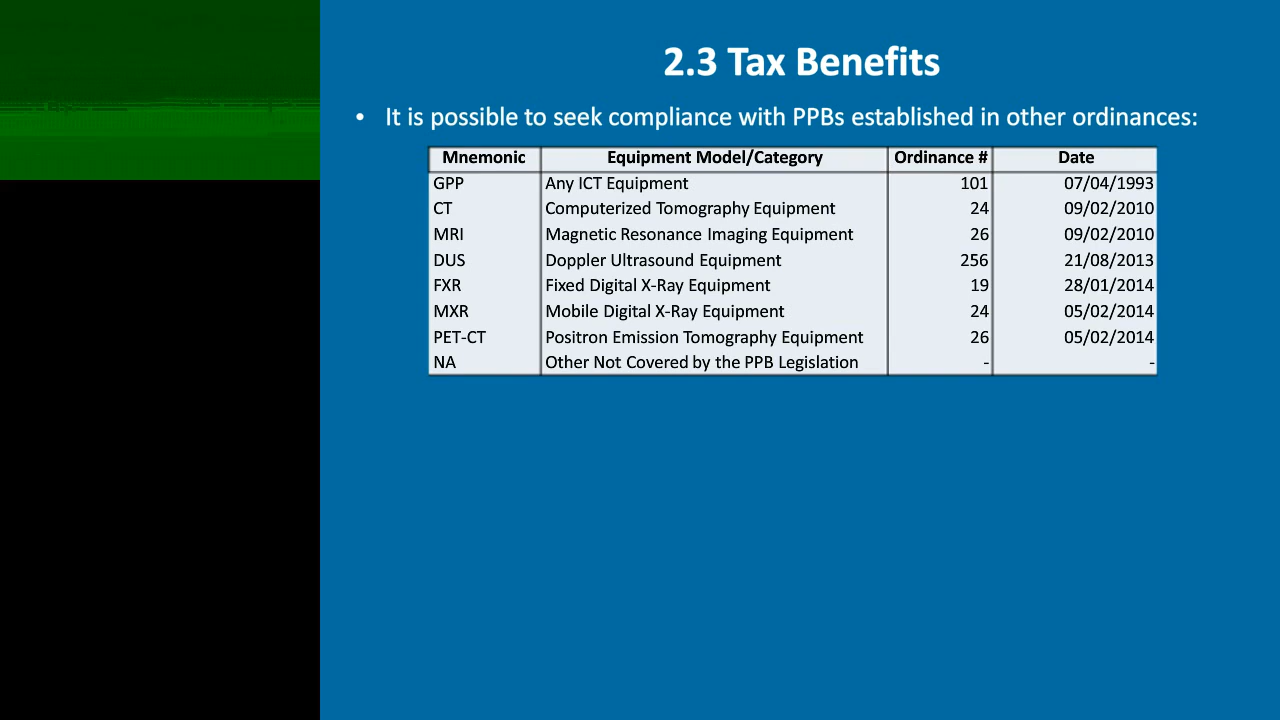 2.3 Tax Benefits
• It is possible to seek compliance with PPBs established in other ordinances:
Mnemonic Equipment Model/Category Ordinance # Date
GPP Any ICT Equipment 101 07/04/1993
CT Computerized Tomography Equipment 24 09/02/2010
MRI Magnetic Resonance Imaging Equipment 26 09/02/2010
DUS Doppler Ultrasound Equipment 256 21/08/2013
FXR Fixed Digital X-Ray Equipment 19 28/01/2014
MXR Mobile Digital X-Ray Equipment 24 05/02/2014
PET-CT Positron Emission Tomography Equipment 26 05/02/2014
NA Other Not Covered by the PPB Legislation - -